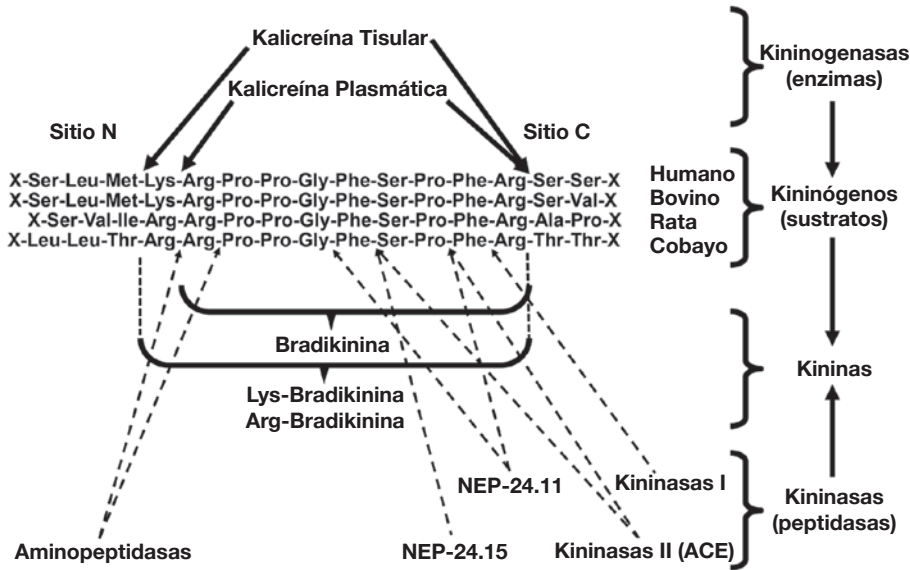 Kalicreína Tisular
Kalicreína Plasmática
Sitio N
Sitio C
X-Ser-Leu-Met-Lys-Arg-Pro-Pro-Gly-Phe-Ser-Pro-Phe-Arg-Ser-Ser-X
X-Ser-Leu-Met-Lys-Arg-Pro-Pro-Gly-Phe-Ser-Pro-Phe-Arg-Ser-Val-X
X-Ser-Val-Ile-Arg-Arg-Pro-Pro-Gly-Phe-Ser-Pro-Phe-Arg-Ala-Pro-X
X-Leu-Leu-Thr-Arg-Arg-Pro-Pro-Gly-Phe-Ser-Pro-Phe-Arg-Thr-Thr-X
Humano
Bovino
Rata
Cobayo
Bradikinina
Lys-Bradikinina
Arg-Bradikinina
NEP-24.11
Kininasas I
Aminopeptidasas
NEP-24.15
Kininasas II (ACE)
Kininogenasas
(enzimas)
Kininógenos
(sustratos)
Kininas
Kininasas
(peptidasas)